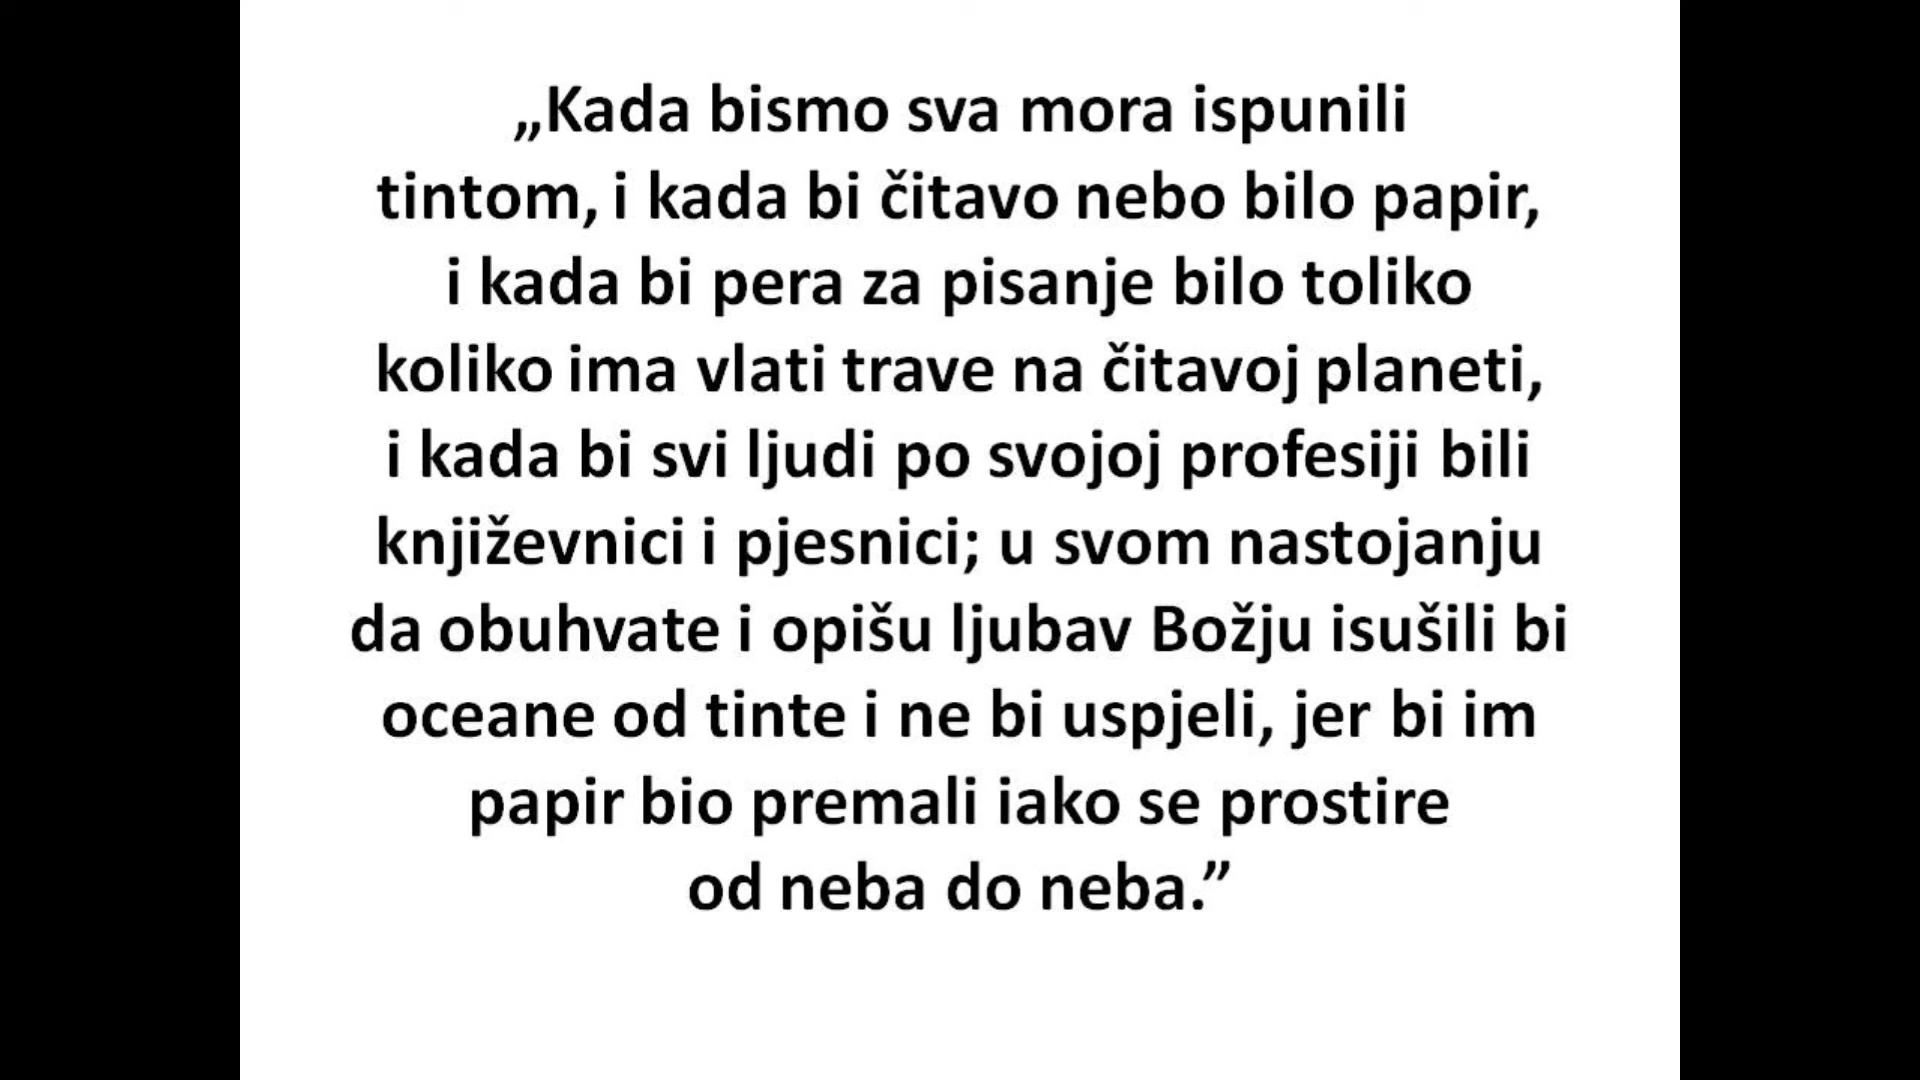 „Kada bismo sva mora ispunili
tintom, i kada bi čitavo nebo bilo papir,
i kada bi pera za pisanje bilo toliko
koliko ima vlati trave na čitavoj planeti,
i kada bi svi ljudi po svojoj profesiji bili
književnici i pjesnici; u svom nastojanju
da obuhvate i opišu ljubav Božju isušili bi
oceane od tinte i ne bi uspjeli, jer bi im
papir bio premali iako se prostire
od neba do neba.”